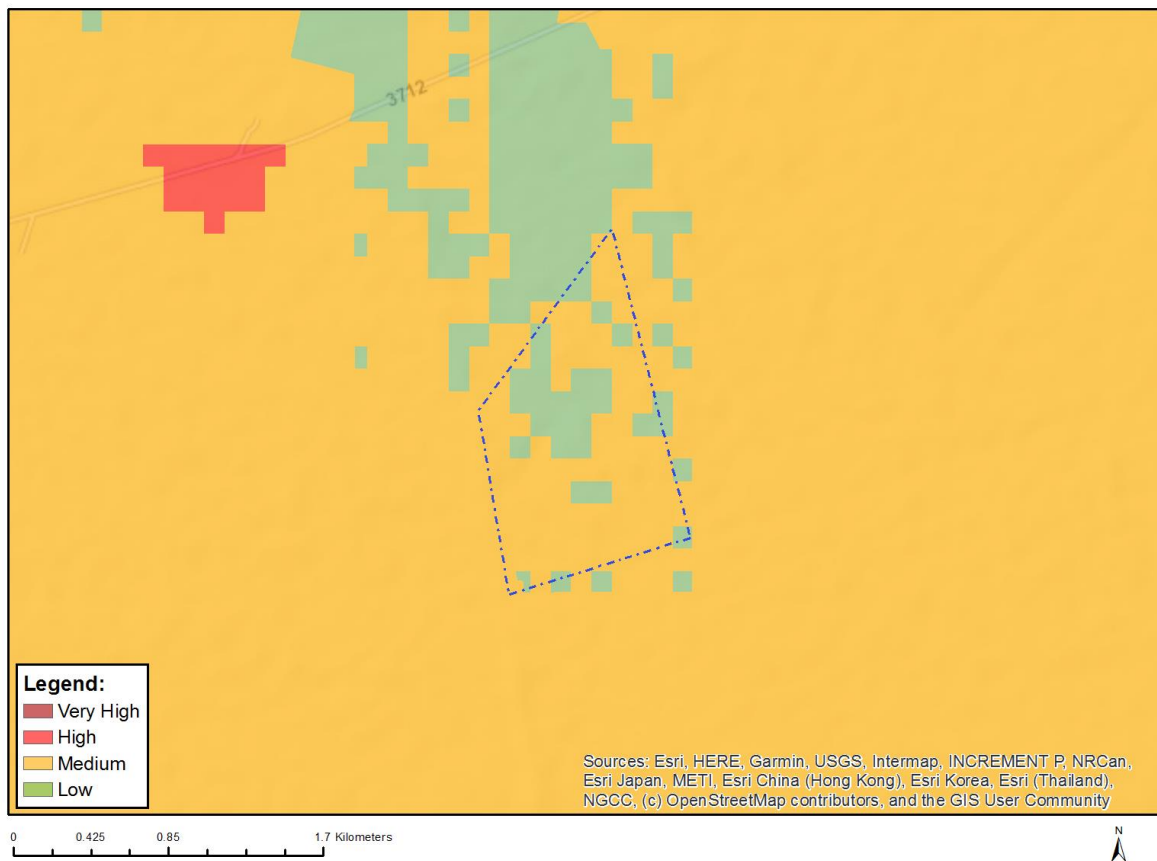 3712
Legend:
Very High
High
Medium
Low
Sources: Esri, HERE, Garmin, USGS, Intermap, INCREMENT P, NRCan,
Esri Japan, METI, Esri China (Hong Kong), Esri Korea, Esri (Thailand),
NGCC, (c) OpenStreetMap contributors, and the GIS User Community
0 0.425 0.85 1.7 Kilometers
N